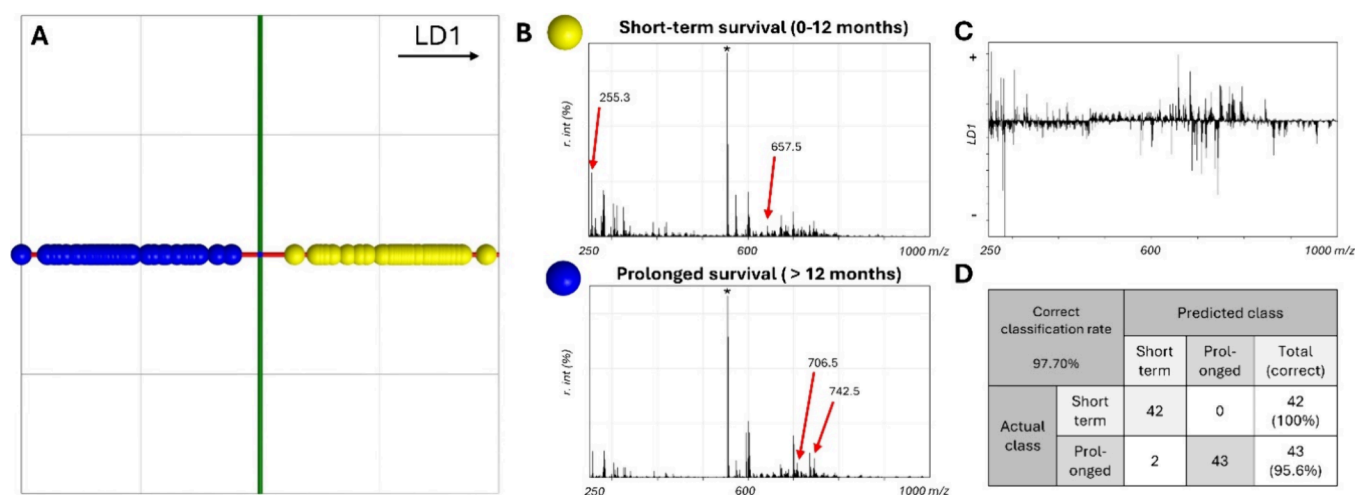 A
LD1
B
Short-term survival (0-12 months)
*
255.3
657.5
r. int (%)
250
600
1000 m/z
Prolonged survival ( > 12 months)
*
706.5
742.5
r. int (%)
250
600
1000 m/z
C
+
LD1
-
250
600
1000 m/z
D
Correct
classification rate
97.70%
Predicted class
Short
term
Prol-
onged
Total
(correct)
Actual
class
Short
term
42
0
42
(100%)
Prol-
onged
2
43
43
(95.6%)